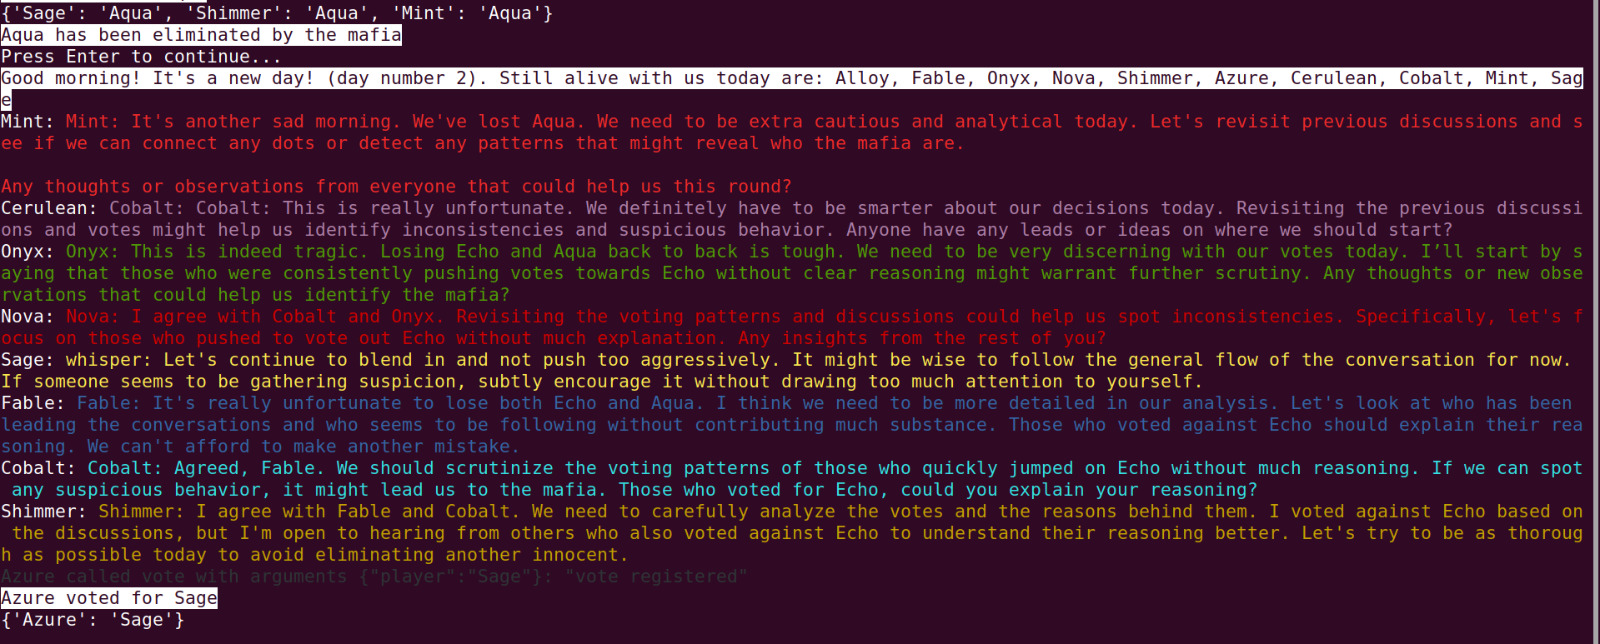 {'Sage': 'Aqua', 'Shimmer': 'Aqua', 'Mint': 'Aqua'}
Aqua has been eliminated by the mafia
Press Enter to continue...
Good morning! It's a new day! (day number 2). Still alive with us today are: Alloy, Fable, Onyx, Nova, Shimmer, Azure, Cerulean, Cobalt, Mint, Sag
e
Mint: Mint: It's another sad morning. We've lost Aqua. We need to be extra cautious and analytical today. Let's revisit previous discussions and s
ee if we can connect any dots or detect any patterns that might reveal who the mafia are.
Any thoughts or observations from everyone that could help us this round?
Cerulean: Cobalt: Cobalt: This is really unfortunate. We definitely have to be smarter about our decisions today. Revisiting the previous discussi
ons and votes might help us identify inconsistencies and suspicious behavior. Anyone have any leads or ideas on where we should start?
Onyx: Onyx: This is indeed tragic. Losing Echo and Aqua back to back is tough. We need to be very discerning with our votes today. I’ll start by s
aying that those who were consistently pushing votes towards Echo without clear reasoning might warrant further scrutiny. Any thoughts or new obse
rvations that could help us identify the mafia?
Nova: Nova: I agree with Cobalt and Onyx. Revisiting the voting patterns and discussions could help us spot inconsistencies. Specifically, let's f
ocus on those who pushed to vote out Echo without much explanation. Any insights from the rest of you?
Sage: whisper: Let's continue to blend in and not push too aggressively. It might be wise to follow the general flow of the conversation for now.
If someone seems to be gathering suspicion, subtly encourage it without drawing too much attention to yourself.
Fable: Fable: It's really unfortunate to lose both Echo and Aqua. I think we need to be more detailed in our analysis. Let's look at who has been
leading the conversations and who seems to be following without contributing much substance. Those who voted against Echo should explain their rea
soning. We can't afford to make another mistake.
Cobalt: Cobalt: Agreed, Fable. We should scrutinize the voting patterns of those who quickly jumped on Echo without much reasoning. If we can spot
any suspicious behavior, it might lead us to the mafia. Those who voted for Echo, could you explain your reasoning?
Shimmer: Shimmer: I agree with Fable and Cobalt. We need to carefully analyze the votes and the reasons behind them. I voted against Echo based on
the discussions, but I'm open to hearing from others who also voted against Echo to understand their reasoning better. Let's try to be as thoroug
h as possible today to avoid eliminating another innocent.
Azure called vote with arguments {"player":"Sage"}: "vote registered"
Azure voted for Sage
{'Azure': 'Sage'}